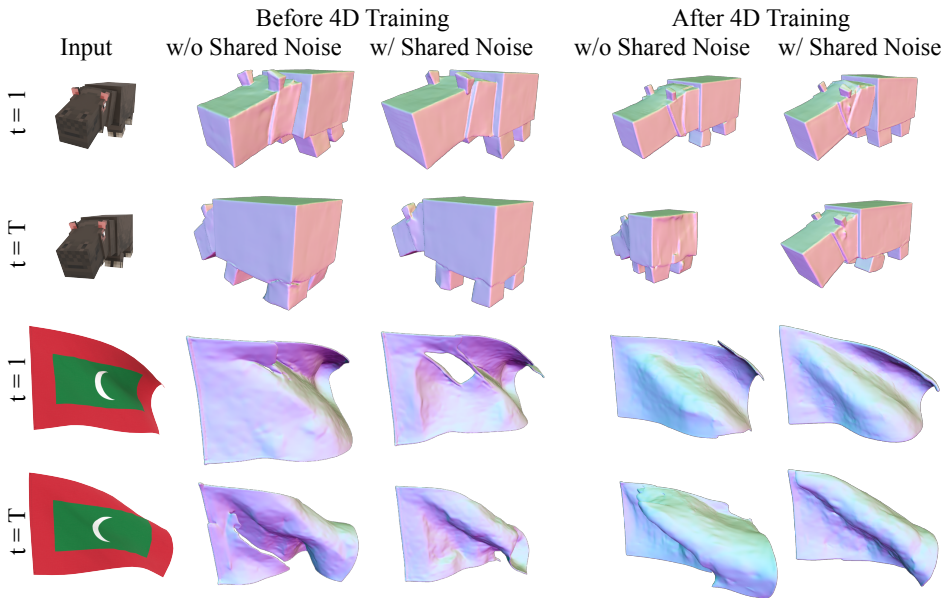 Before 4D Training
After 4D Training
Input
w/o Shared Noise
w/ Shared Noise
w/o Shared Noise
w/ Shared Noise
t = 1
t = T
t = 1
t = T